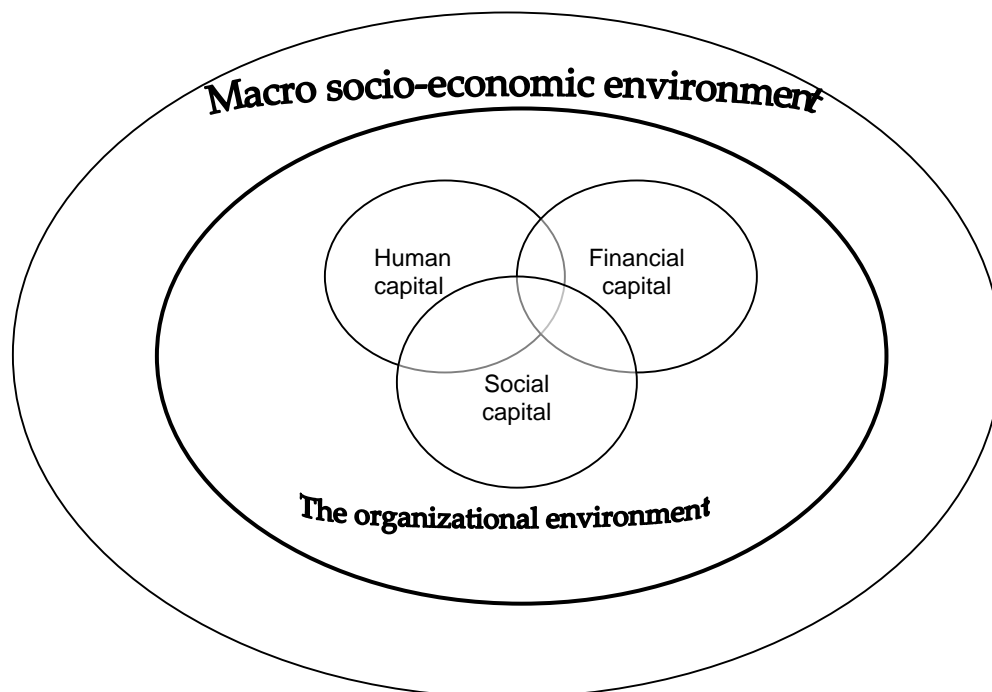 Macro socio-economic environment
Human
capital
Financial
capital
Social
capital
The organizational environment